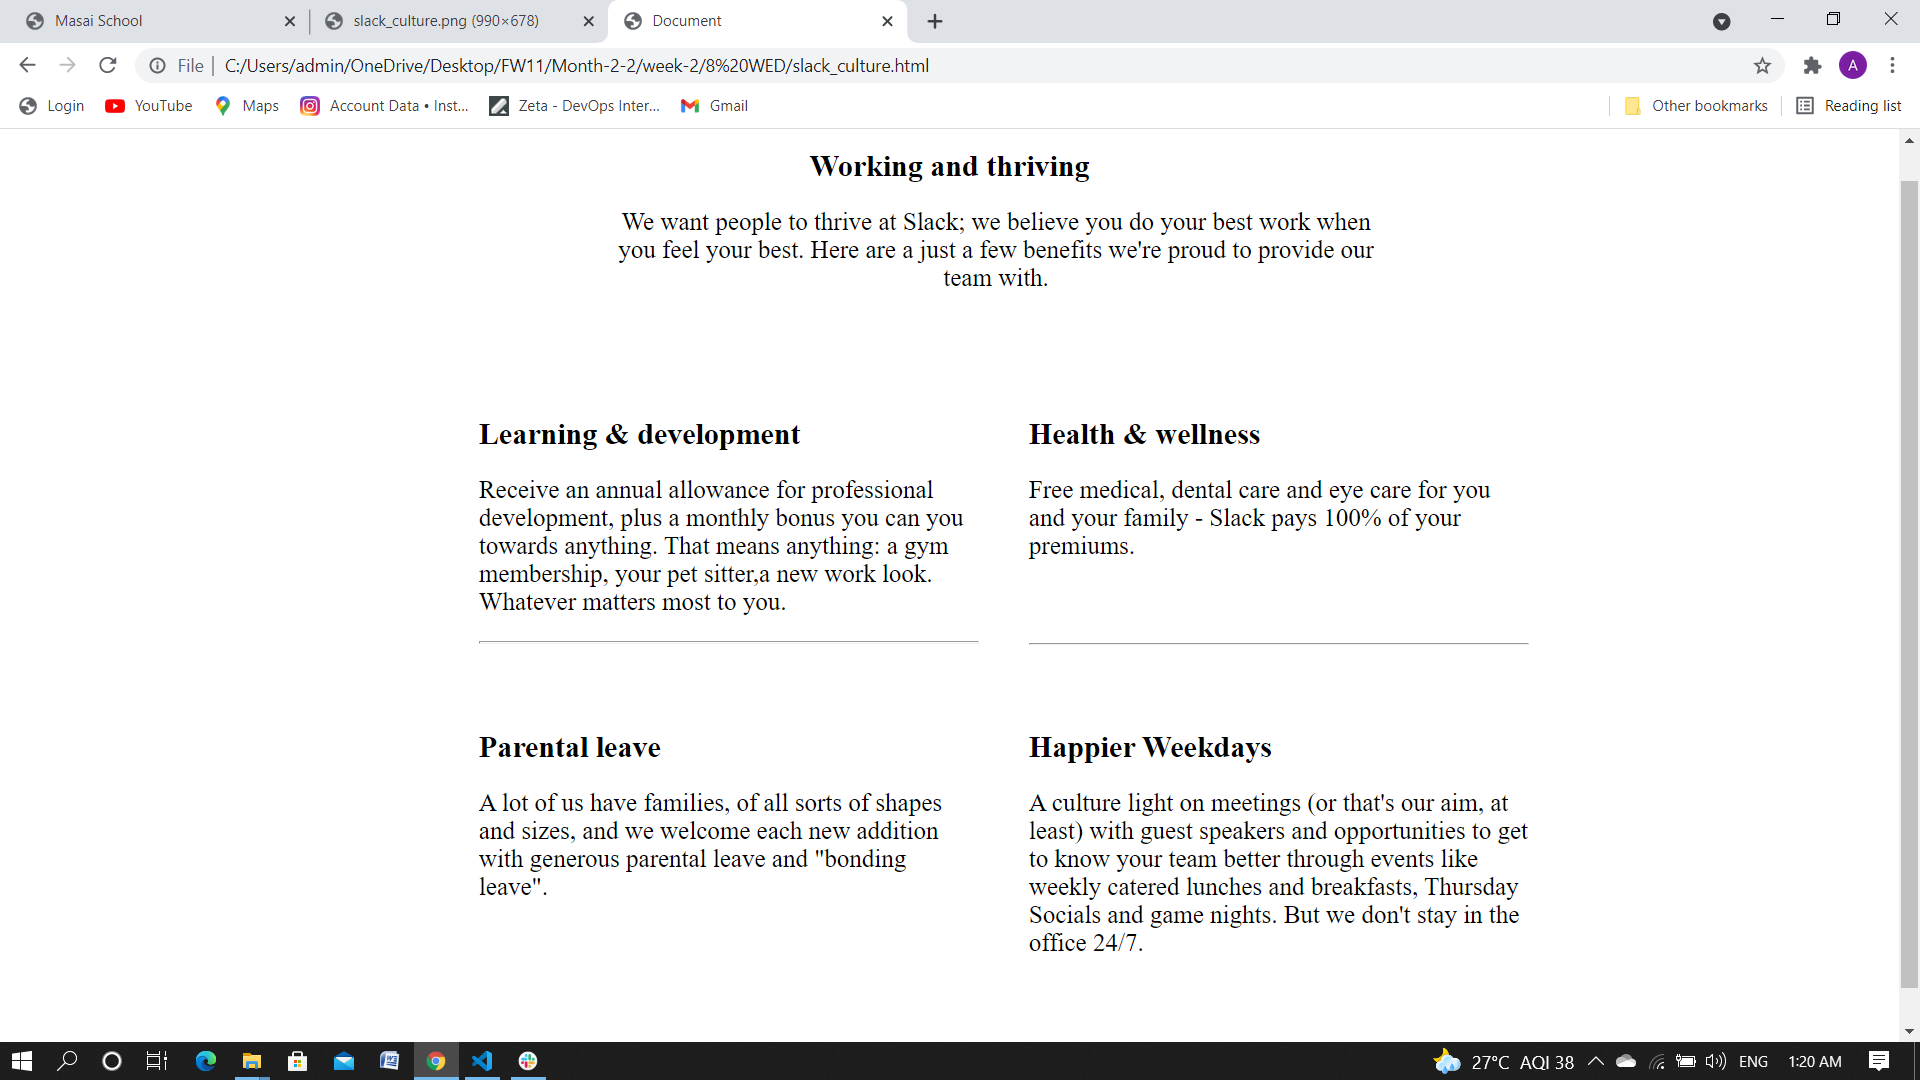 Masai School
slack_culture.png (990×678)
Document
File | C:/Users/admin/OneDrive/Desktop/FW11/Month-2-2/week-2/8%20WED/slack_culture.html
A
Login
YouTube
Maps
Account Data • Inst...
Zeta - DevOps Inter...
Gmail
Other bookmarks
Reading list
Working and thriving
We want people to thrive at Slack; we believe you do your best work when
you feel your best. Here are a just a few benefits we're proud to provide our
team with.
Learning & development
Receive an annual allowance for professional
development, plus a monthly bonus you can you
towards anything. That means anything: a gym
membership, your pet sitter,a new work look.
Whatever matters most to you.
Health & wellness
Free medical, dental care and eye care for you
and your family - Slack pays 100% of your
premiums.
Parental leave
A lot of us have families, of all sorts of shapes
and sizes, and we welcome each new addition
with generous parental leave and "bonding
leave".
Happier Weekdays
A culture light on meetings (or that's our aim, at
least) with guest speakers and opportunities to get
to know your team better through events like
weekly catered lunches and breakfasts, Thursday
Socials and game nights. But we don't stay in the
office 24/7.
27°C AQI 38
ENG
1:20 AM